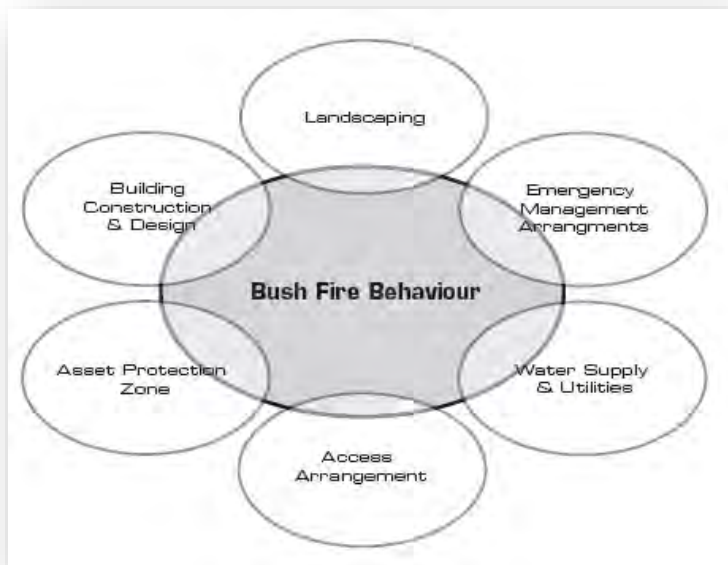 Landscaping
Building
Construction
& Design
Emergency
Management
Arrangments
Bush Fire Behaviour
Asset Protection
Zone
Water Supply
& Utilities
Access
Arrangement